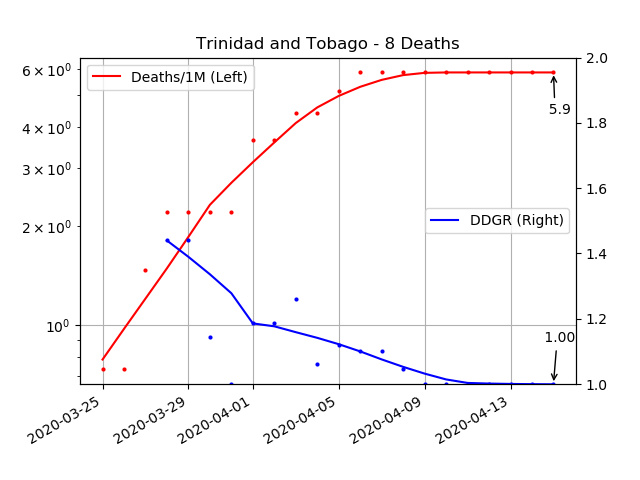 Trinidad and Tobago - 8 Deaths
Deaths/1M (Left)
DDGR (Right)
5.9
1.00
6 × 10⁰
4 × 10⁰
3 × 10⁰
2 × 10⁰
10⁰
2.0
1.8
1.6
1.4
1.2
1.0
2020-03-25
2020-03-29
2020-04-01
2020-04-05
2020-04-09
2020-04-13